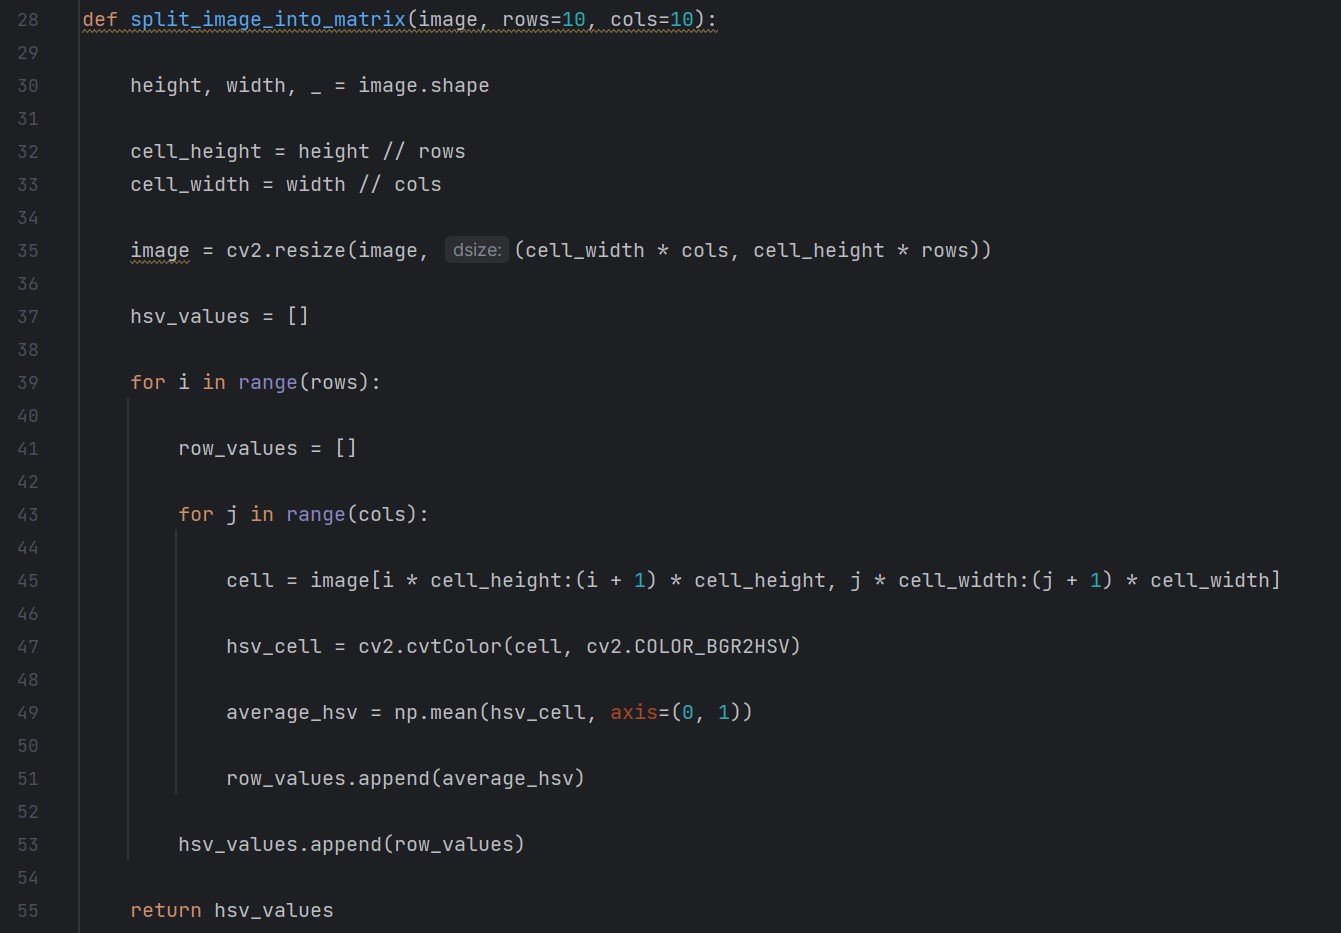 28 def split_image_into_matrix(image, rows=10, cols=10):
29
30     height, width, _ = image.shape
31
32     cell_height = height // rows
33     cell_width = width // cols
34
35     image = cv2.resize(image, dsize: (cell_width * cols, cell_height * rows))
36
37     hsv_values = []
38
39     for i in range(rows):
40
41         row_values = []
42
43         for j in range(cols):
44
45             cell = image[i * cell_height:(i + 1) * cell_height, j * cell_width:(j + 1) * cell_width]
46
47             hsv_cell = cv2.cvtColor(cell, cv2.COLOR_BGR2HSV)
48
49             average_hsv = np.mean(hsv_cell, axis=(0, 1))
50
51             row_values.append(average_hsv)
52
53         hsv_values.append(row_values)
54
55     return hsv_values